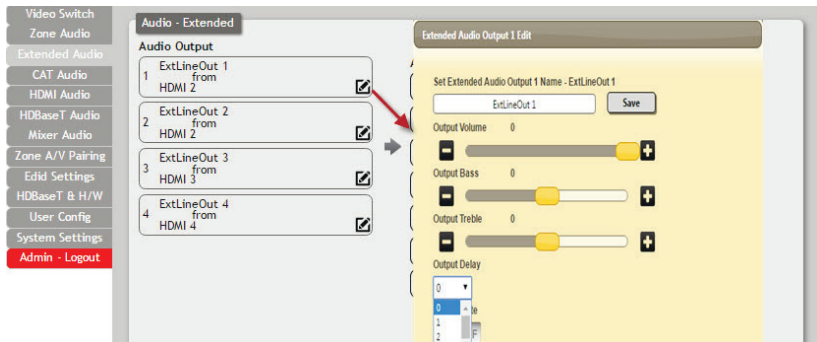 Video Switch
Zone Audio
Extended Audio
CAT Audio
HDMI Audio
HDBaseT Audio
Mixer Audio
Zone A/V Pairing
Edid Settings
HDBaseT & H/W
User Config
System Settings
Admin - Logout
Audio - Extended
Audio Output
1 ExtLineOut 1
from
HDMI 2
2 ExtLineOut 2
from
HDMI 2
3 ExtLineOut 3
from
HDMI 3
4 ExtLineOut 4
from
HDMI 4
Extended Audio Output 1 Edit
Set Extended Audio Output 1 Name - ExtLineOut 1
ExtLineOut 1
Save
Output Volume 0
Output Bass 0
Output Treble 0
Output Delay
0
0
1
2